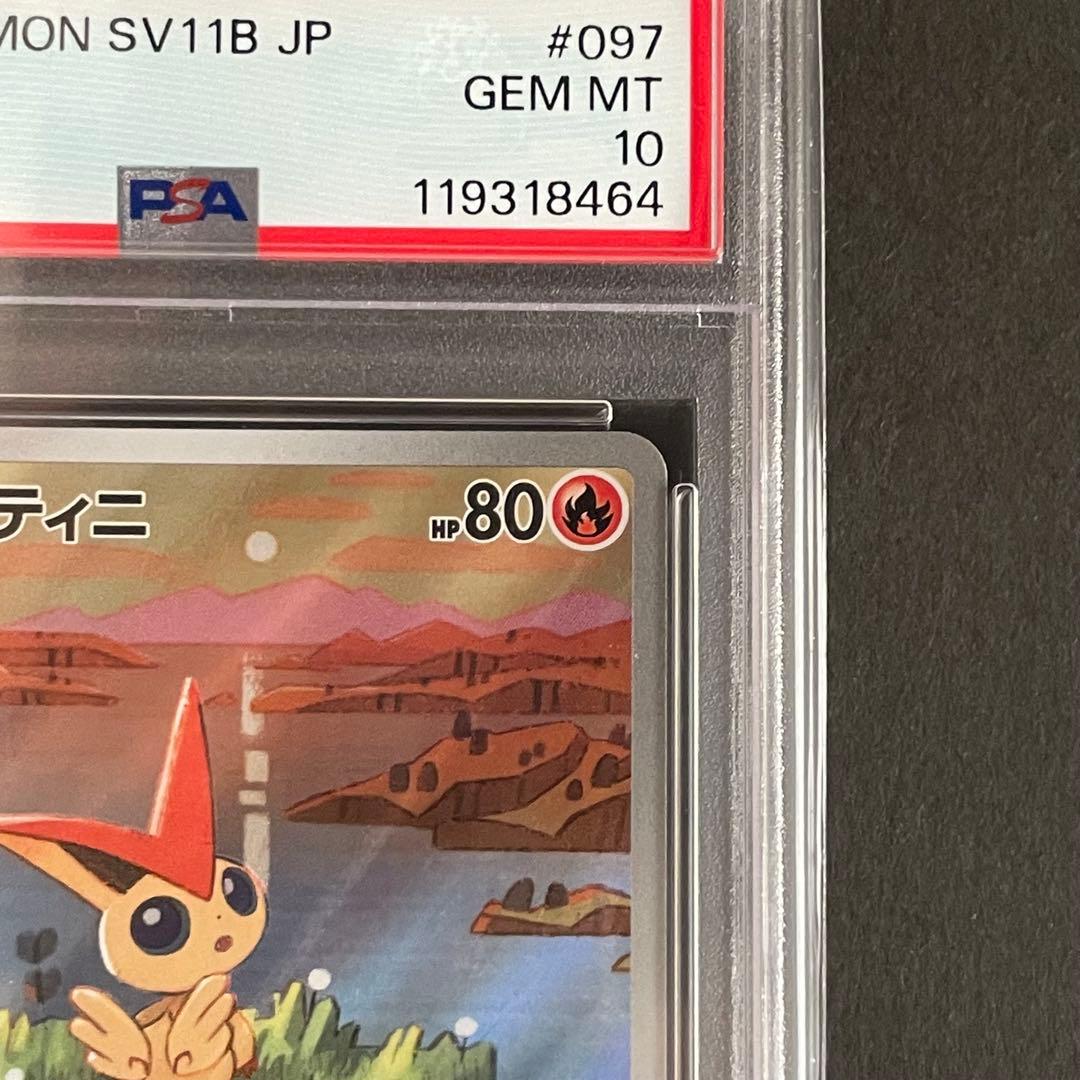 MON SV11B JP #097
GEM MT
10
PSA 119318464
ティニ HP80